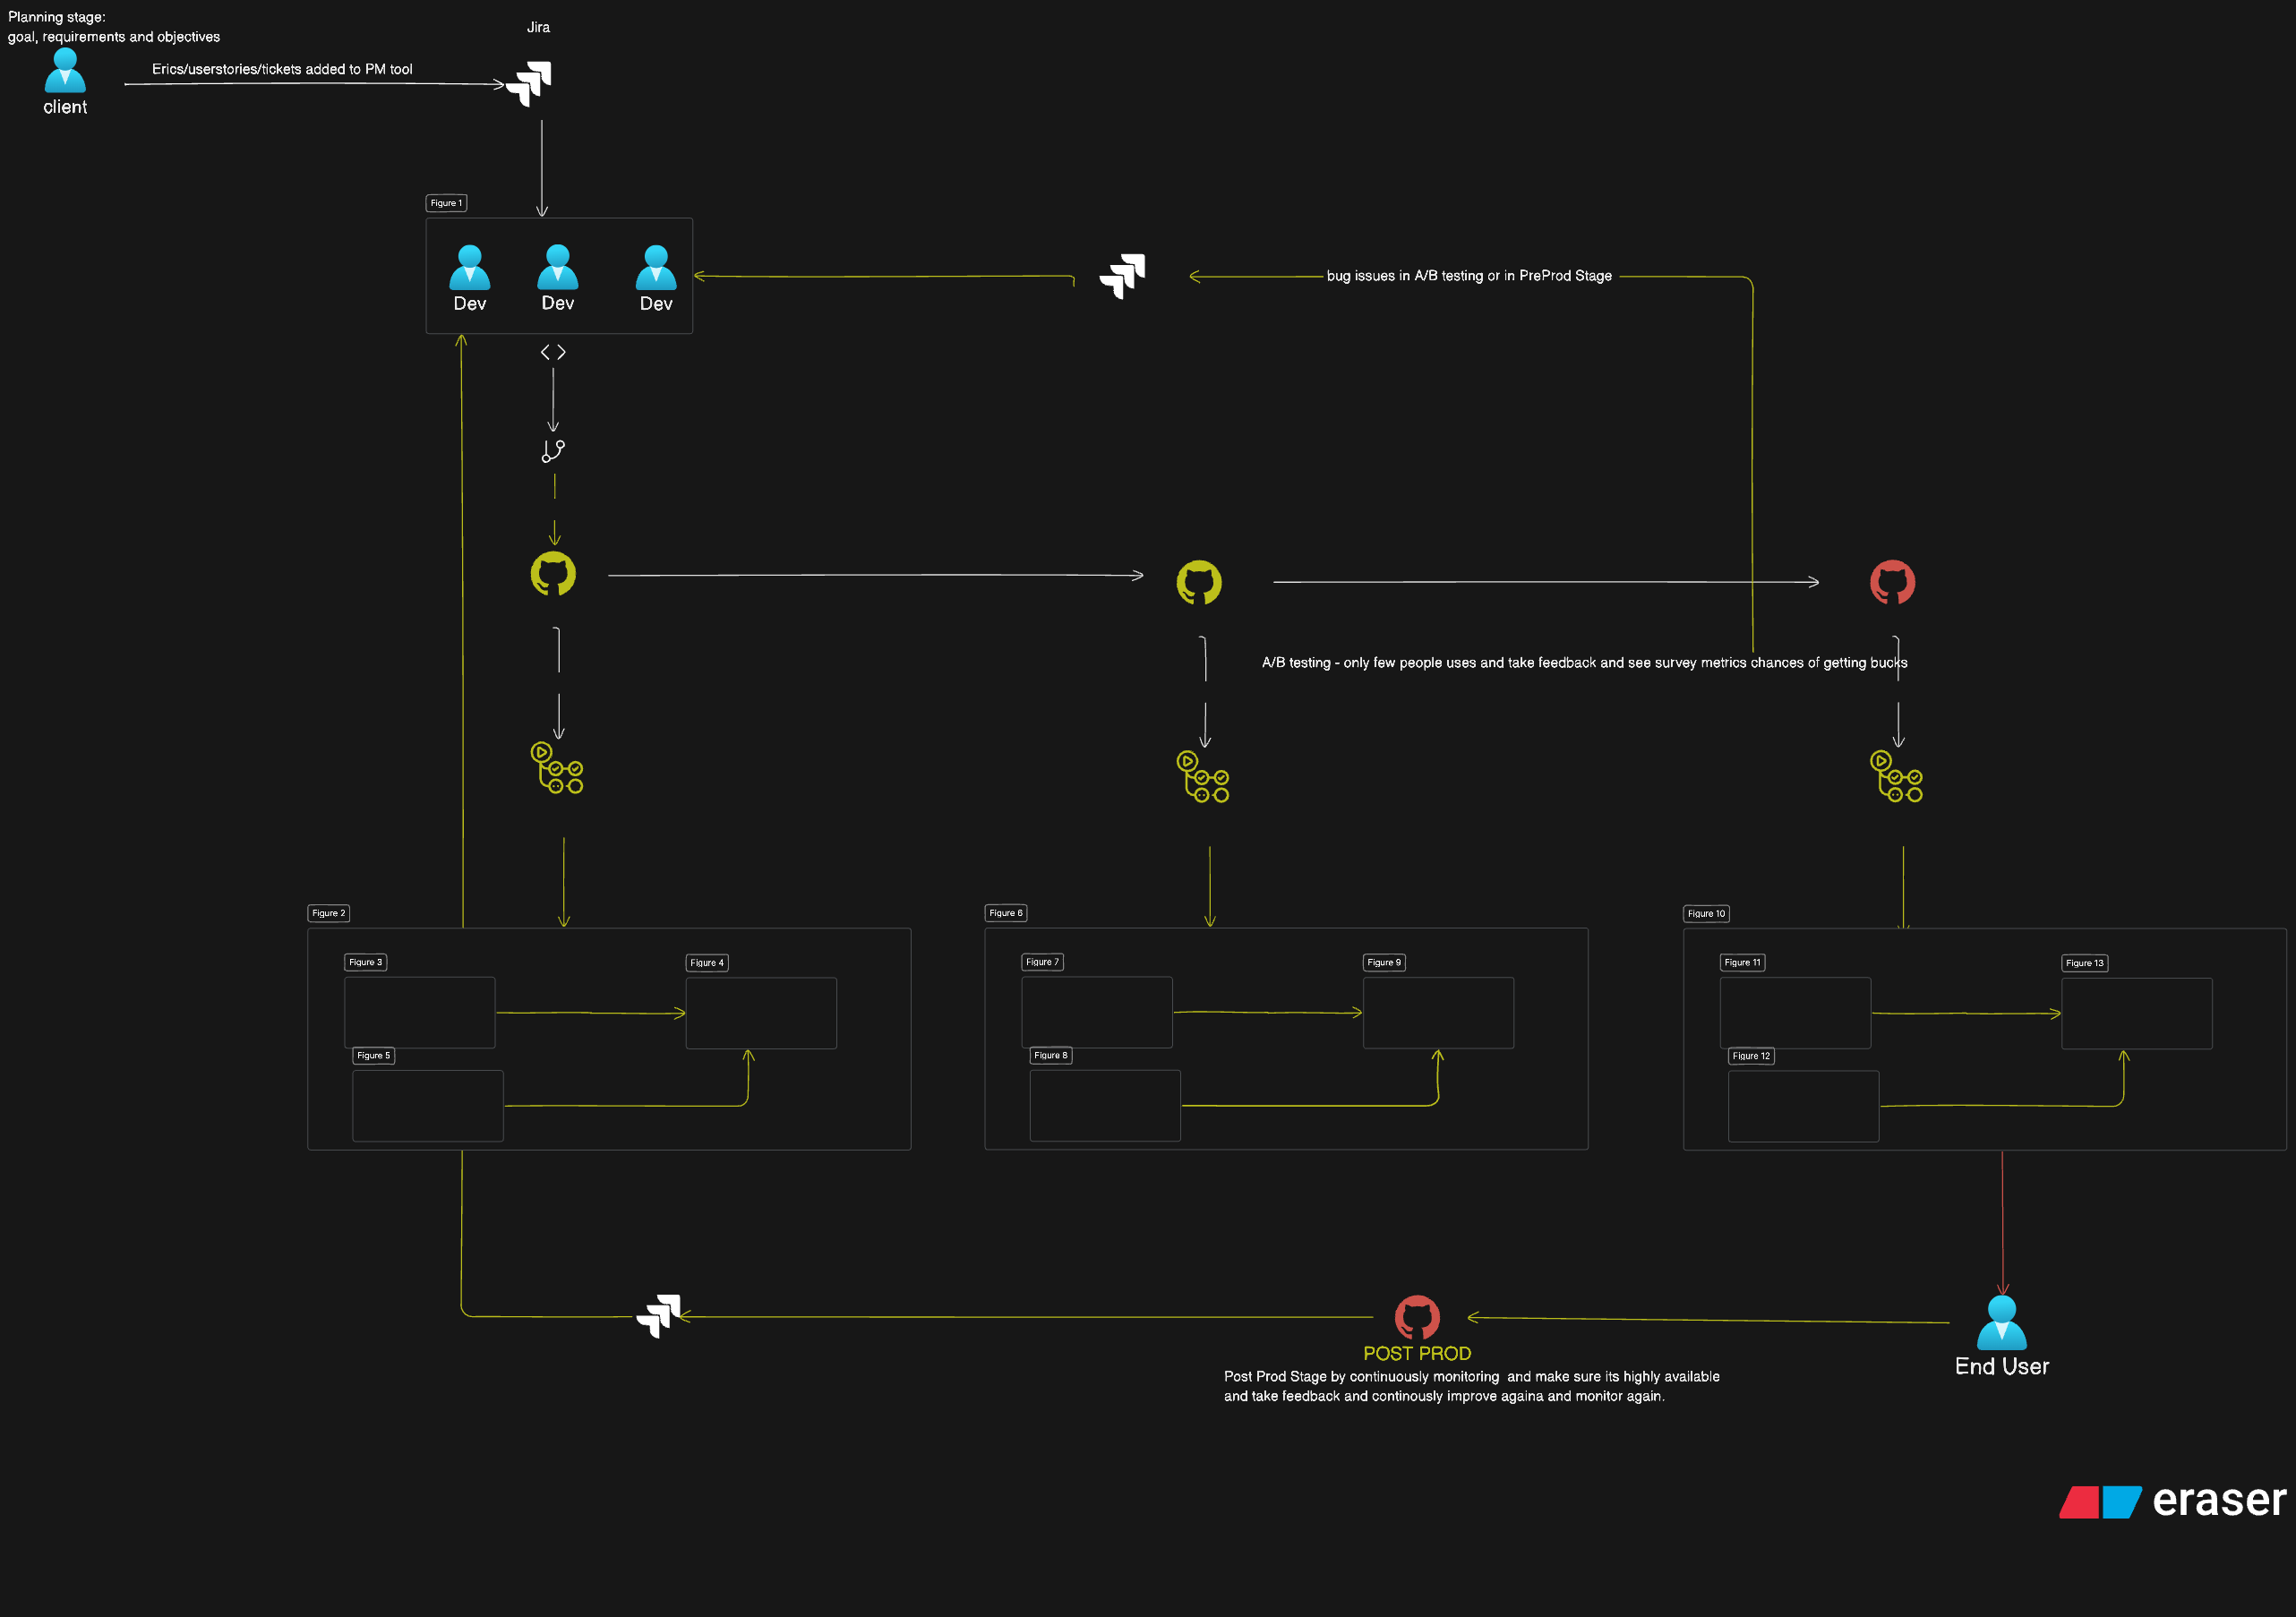 Planning stage:
goal, requirements and objectives
Jira
Erics/userstories/tickets added to PM tool
client
Figure 1
Dev
Dev
Dev
bug issues in A/B testing or in PreProd Stage
A/B testing - only few people uses and take feedback and see survey metrics chances of getting bucks
Figure 2
Figure 3
Figure 4
Figure 5
Figure 6
Figure 7
Figure 9
Figure 8
Figure 10
Figure 11
Figure 13
Figure 12
POST PROD
Post Prod Stage by continuously monitoring and make sure its highly available
and take feedback and continously improve againa and monitor again.
End User
eraser